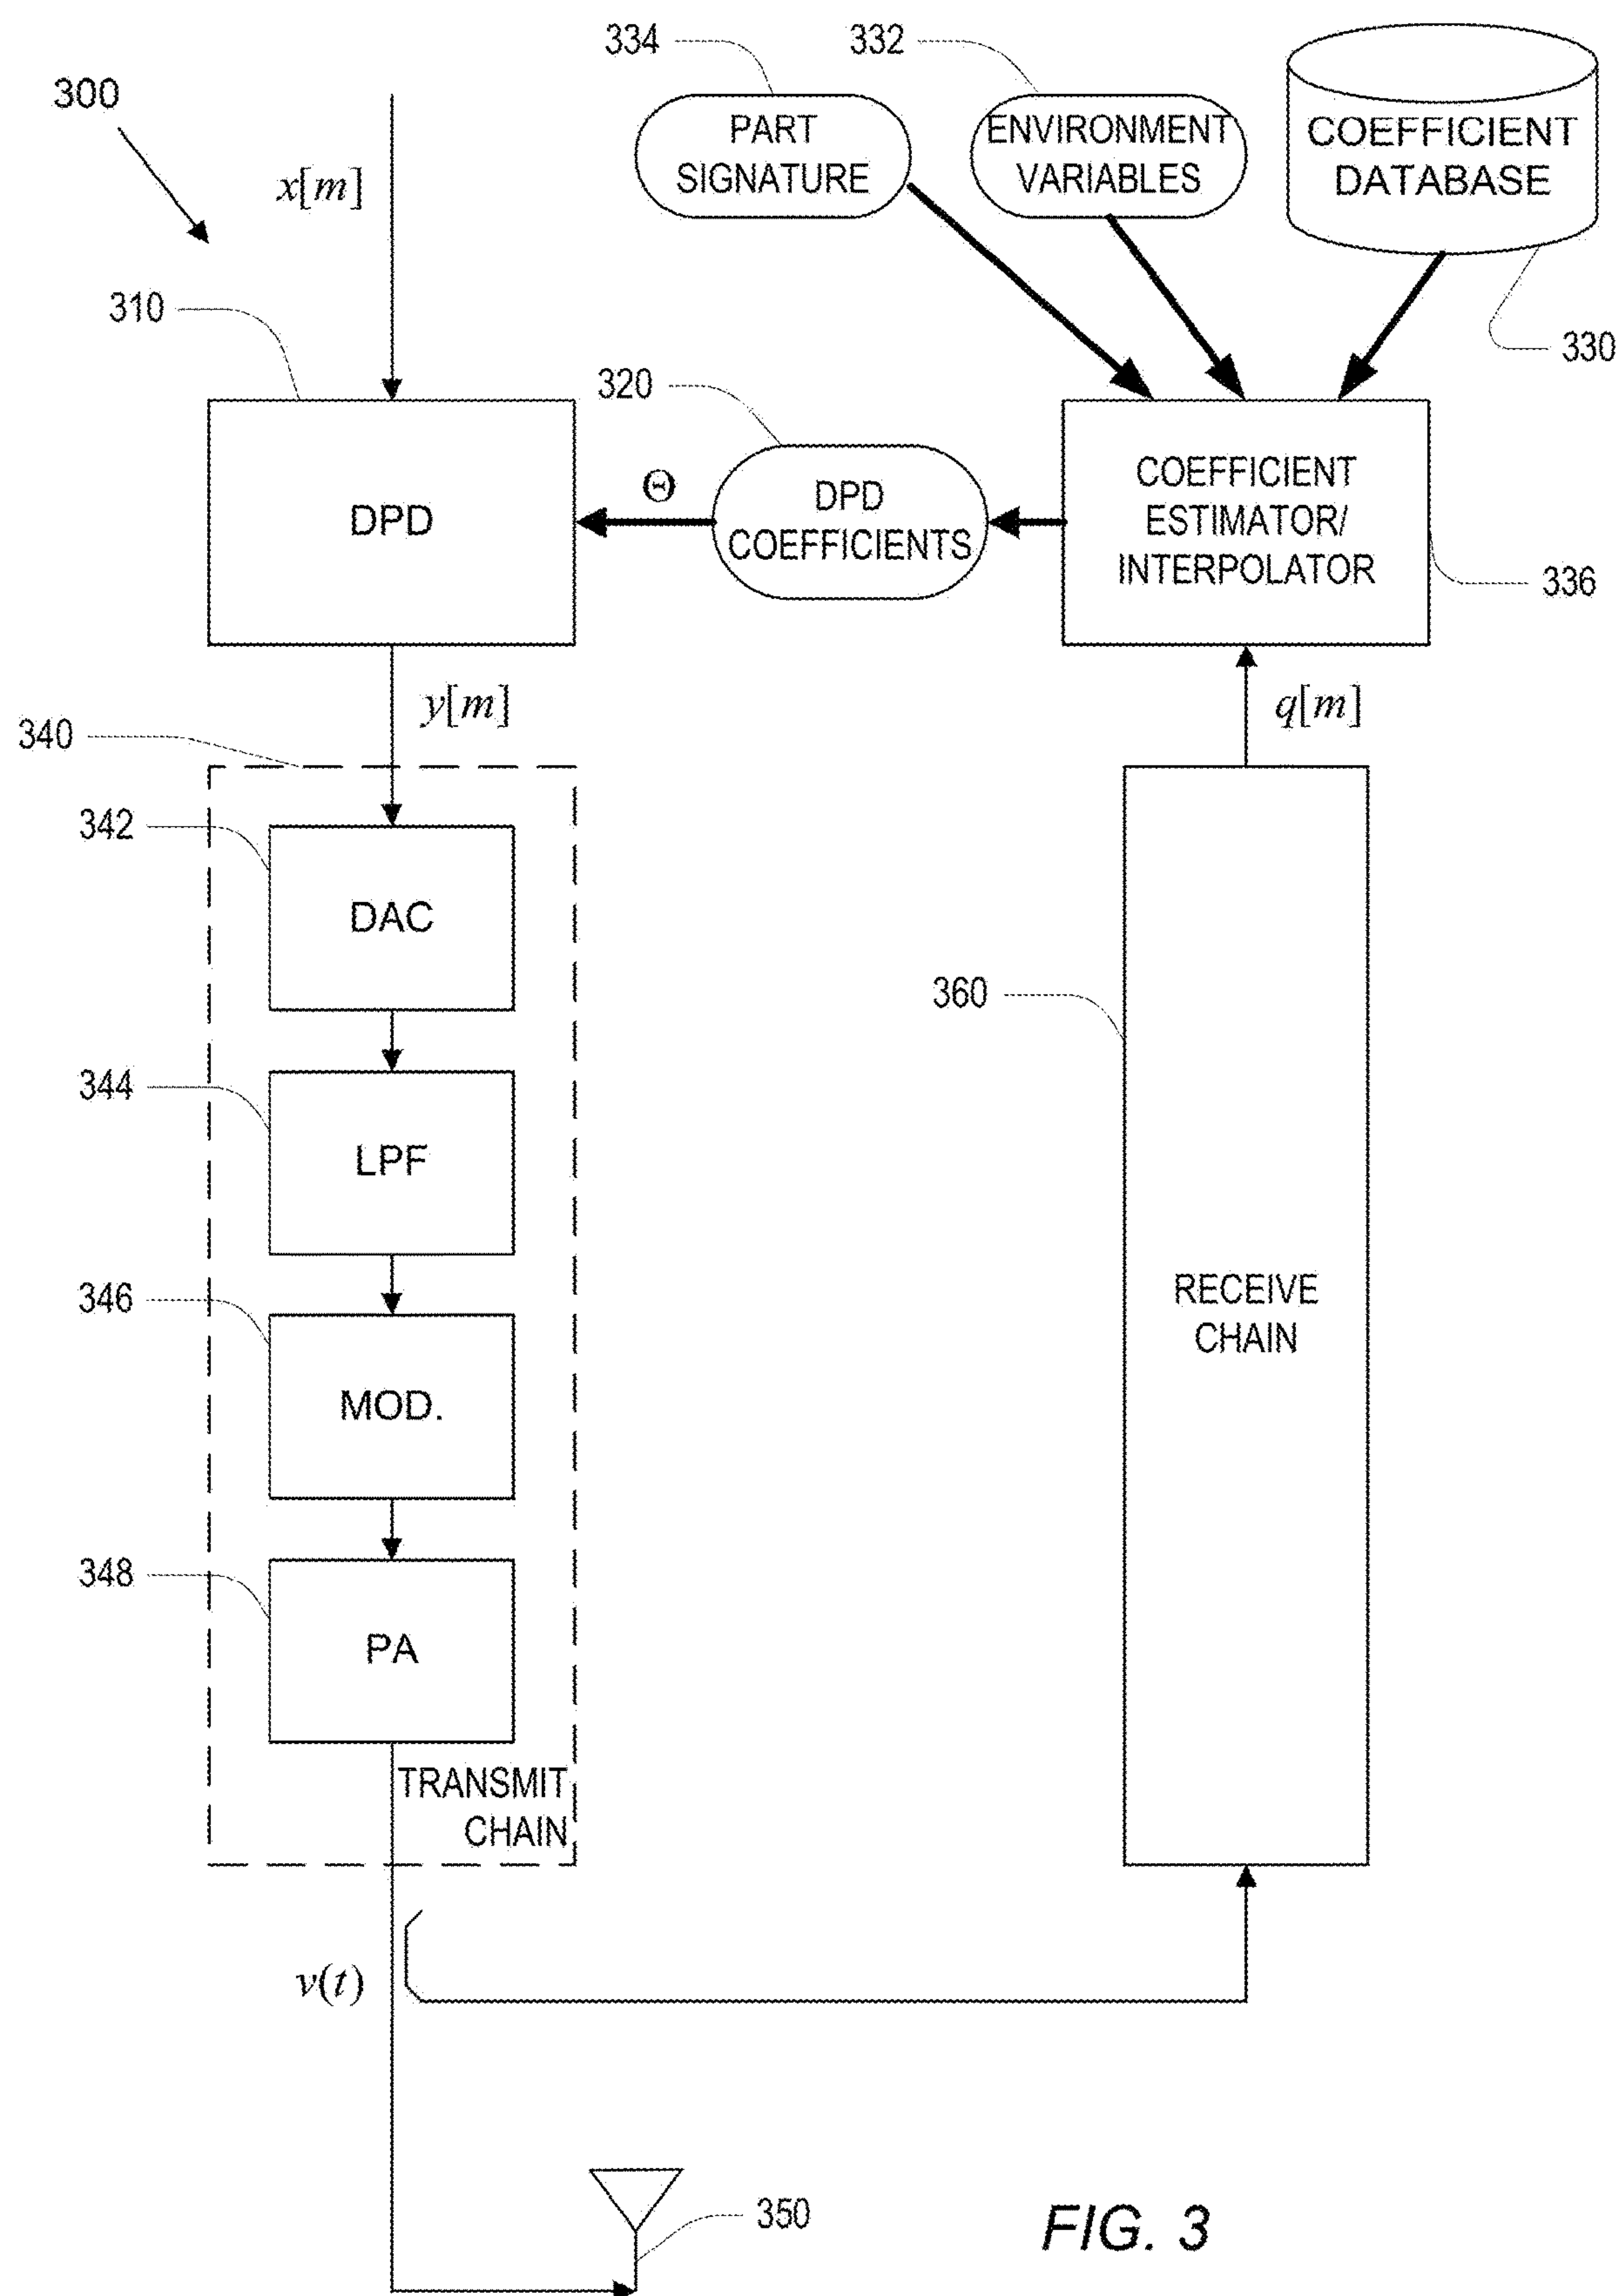 334
332
300
PART
SIGNATURE
ENVIRONMENT
VARIABLES
COEFFICIENT
DATABASE
x[m]
310
330
320
DPD
Θ
DPD
COEFFICIENTS
COEFFICIENT
ESTIMATOR/
INTERPOLATOR
336
y[m]
q[m]
340
342
DAC
360
344
LPF
346
MOD.
RECEIVE
CHAIN
348
PA
TRANSMIT
CHAIN
v(t)
350
FIG. 3